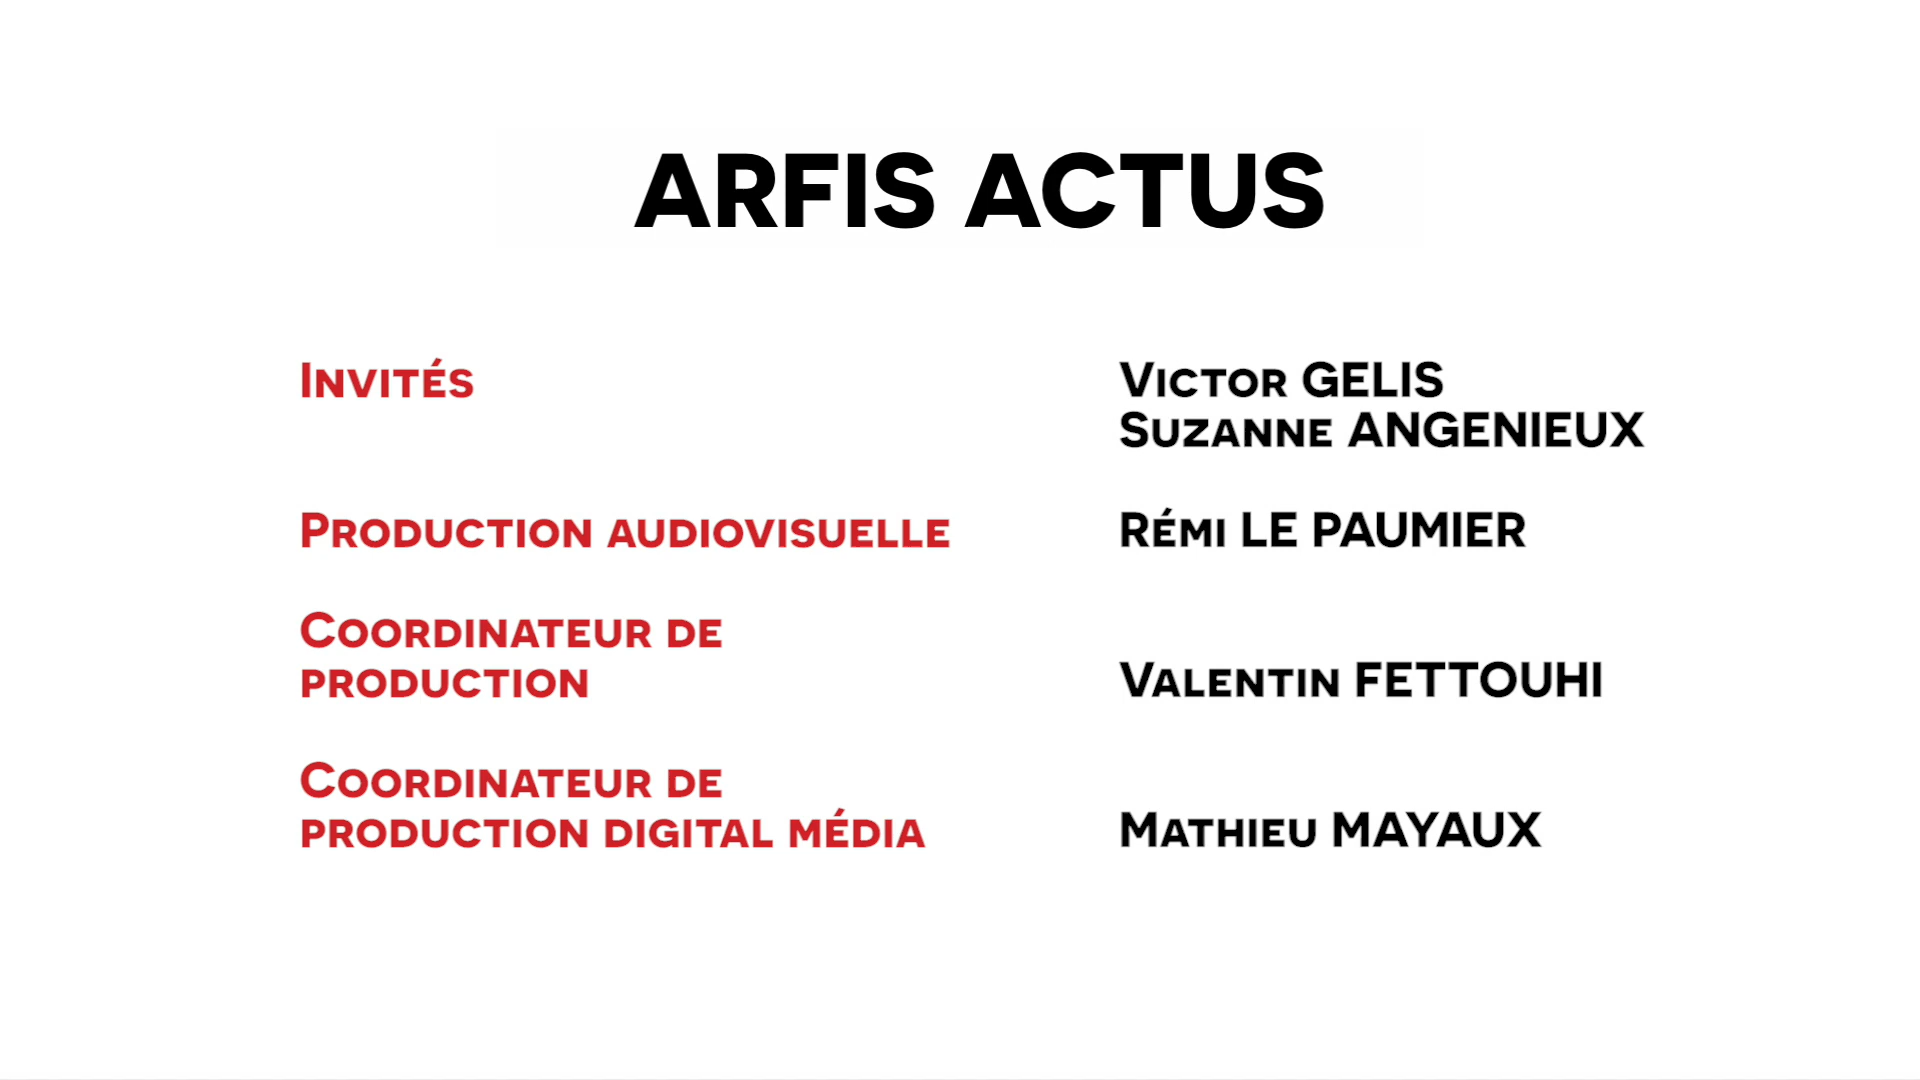 ARFIS ACTUS
Invités
Victor GELIS
Suzanne ANGENIEUX
Production audiovisuelle
Rémi LE PAUMIER
Coordinateur de
production
Valentin FETTOUHI
Coordinateur de
production digital média
Mathieu MAYAUX